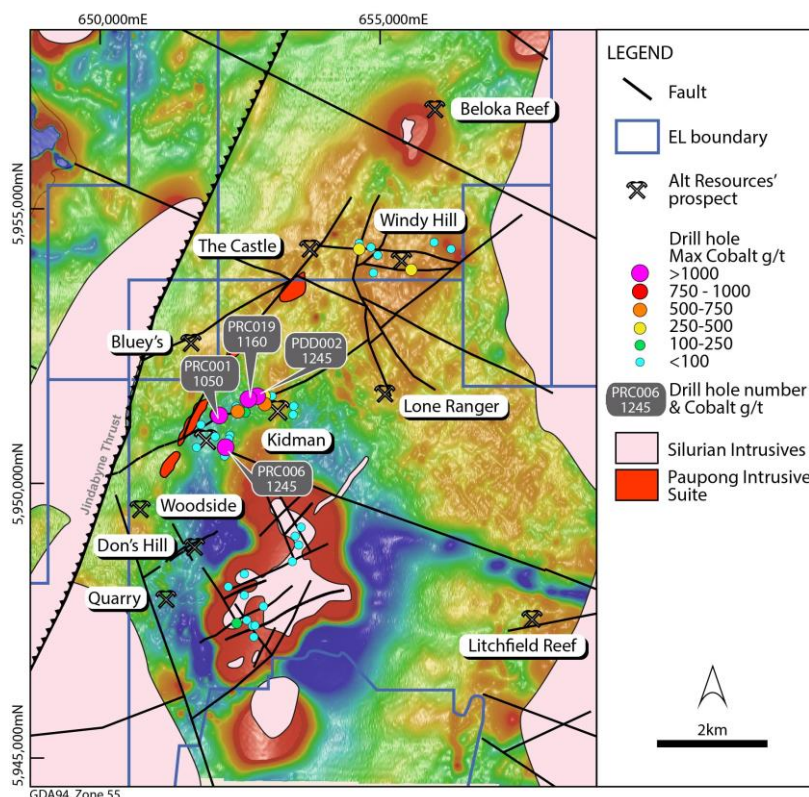 650,000mE
655,000mE
5,955,000mN
5,950,000mN
5,945,000mN
Beloka Reef
Windy Hill
The Castle
Bluey's
PRC019
1160
PDD002
1245
PRC001
1050
Lone Ranger
Kidman
PRC006
1245
Jindabyne Thrust
Woodside
Don's Hill
Quarry
Litchfield Reef
GDA94, Zone 55
LEGEND
Fault
EL boundary
Alt Resources'
prospect
Drill hole
Max Cobalt g/t
>1000
750 - 1000
500-750
250-500
100-250
<100
PRC006
1245
Drill hole number
& Cobalt g/t
Silurian Intrusives
Paupong Intrusive
Suite
2km